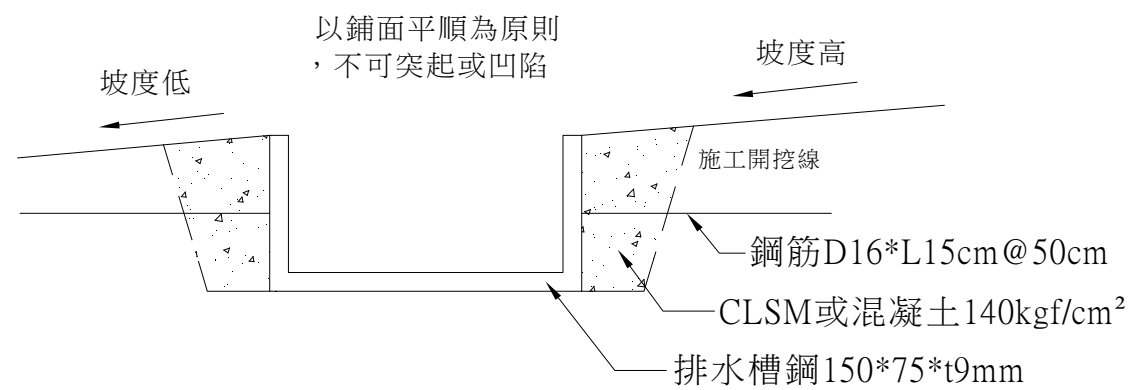 以鋪面平順為原則
，不可突起或凹陷
坡度高
坡度低
施工開挖線
鋼筋D16*L15cm@50cm
CLSM或混凝土140kgf/cm²
排水槽鋼150*75*t9mm